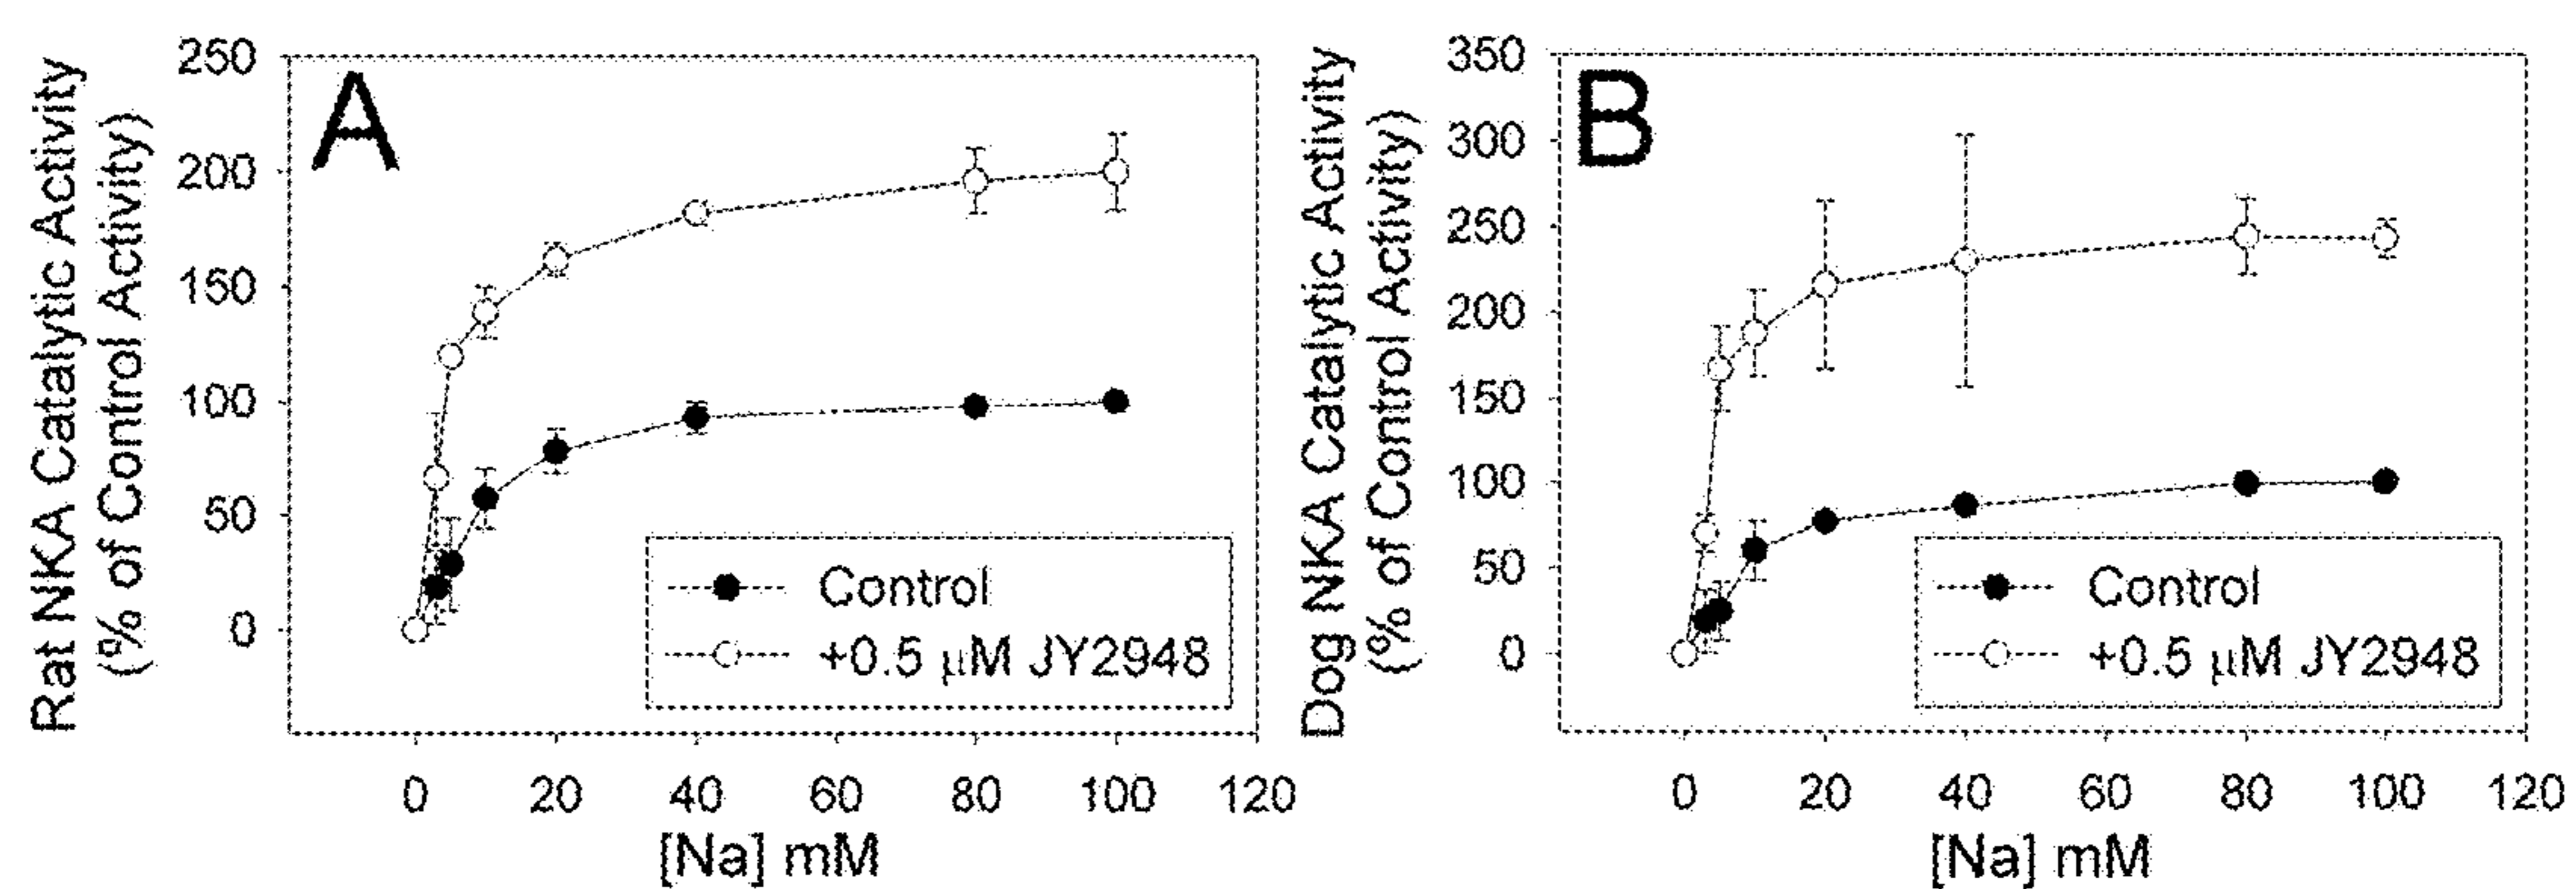 A
Rat NKA Catalytic Activity
(% of Control Activity)
250
200
150
100
50
0
Control
+0.5 μM JY2948
0 20 40 60 80 100 120
[Na] mM
B
Dog NKA Catalytic Activity
(% of Control Activity)
350
300
250
200
150
100
50
0
Control
+0.5 μM JY2948
0 20 40 60 80 100 120
[Na] mM